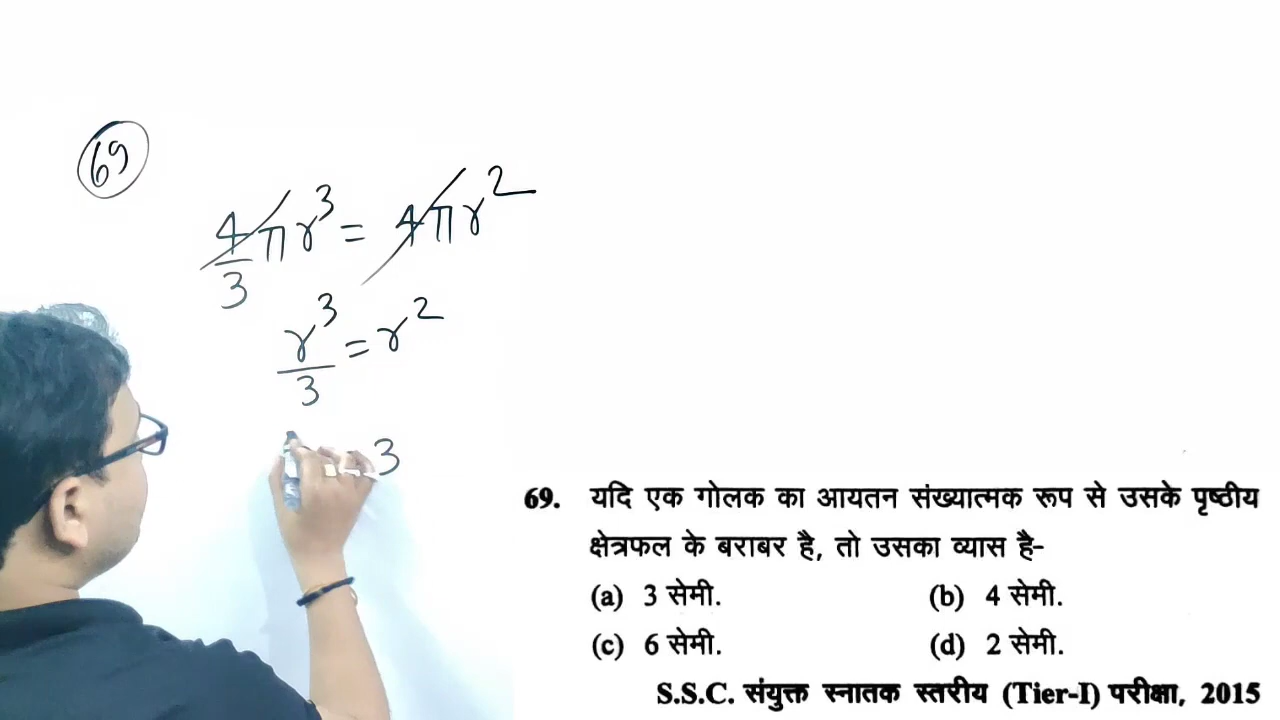 69
4/3 πr³ = 4πr²
r³/3 = r²
3
69. यदि एक गोलक का आयतन संख्यात्मक रूप से उसके पृष्ठीय
क्षेत्रफल के बराबर है, तो उसका व्यास है-
(a) 3 सेमी. (b) 4 सेमी.
(c) 6 सेमी. (d) 2 सेमी.
S.S.C. संयुक्त स्नातक स्तरीय (Tier-I) परीक्षा, 2015